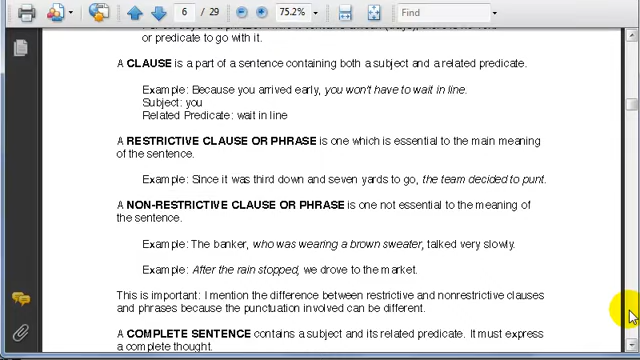 6 / 29 75.2% Find
or predicate to go with it.
A CLAUSE is a part of a sentence containing both a subject and a related predicate.
Example: Because you arrived early, you won't have to wait in line.
Subject: you
Related Predicate: wait in line
A RESTRICTIVE CLAUSE OR PHRASE is one which is essential to the main meaning
of the sentence.
Example: Since it was third down and seven yards to go, the team decided to punt.
A NON-RESTRICTIVE CLAUSE OR PHRASE is one not essential to the meaning of
the sentence.
Example: The banker, who was wearing a brown sweater, talked very slowly.
Example: After the rain stopped, we drove to the market.
This is important: I mention the difference between restrictive and nonrestrictive clauses
and phrases because the punctuation involved can be different.
A COMPLETE SENTENCE contains a subject and its related predicate. It must express
a complete thought.